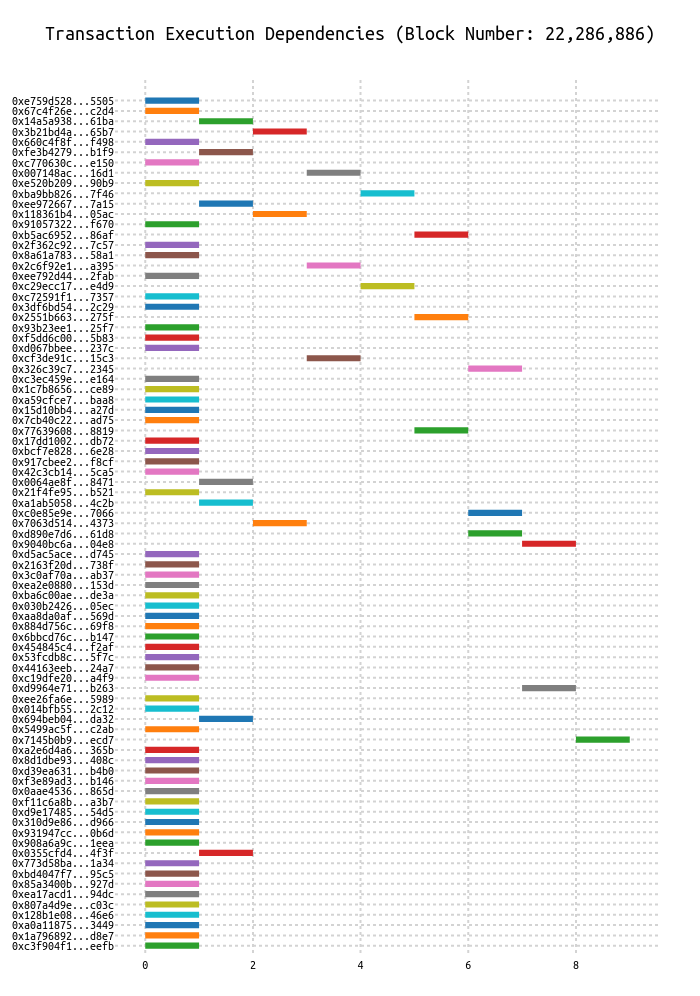 Transaction Execution Dependencies (Block Number: 22,286,886)
0xe759d528...5505
0x67c4f26e...c2d4
0x14a5a938...61ba
0x3b21bd4a...65b7
0x660c4f8f...f498
0xfe3b4279...b1f9
0xc770630c...e150
0x007148ac...16d1
0xe520b209...90b9
0xba9bb826...7f46
0xee972667...7a15
0x118361b4...05ac
0x91057322...f670
0xb5ac6952...86af
0x2f362c92...7c57
0x8a61a783...58a1
0x2c6f92e1...a395
0xee792d44...2fab
0xc29ecc17...e4d9
0xc72591f1...7357
0x3df6bd54...2c29
0x2551b663...275f
0x93b23ee1...25f7
0xf5dd6c00...5b83
0xd067bbee...237c
0xcf3de91c...15c3
0x326c39c7...2345
0xc3ec459e...e164
0x1c7b8656...ce89
0xa59cfce7...baa8
0x15d10bb4...a27d
0x7cb40c22...ad75
0x77639608...8819
0x17dd1002...db72
0xbcf7e828...6e28
0x917cbee2...f8cf
0x42c3cb14...5ca5
0x0064ae8f...8471
0x21f4fe95...b521
0xa1ab5058...4c2b
0xc0e85e9e...7066
0x7063d514...4373
0xd890e7d6...61d8
0x9040bc6a...04e8
0xd5ac5ace...d745
0x2163f20d...738f
0x3c0af70a...ab37
0xea2e0880...153d
0xba6c00ae...de3a
0x030b2426...05ec
0xaa8da0af...569d
0x884d756c...69f8
0x6bbcd76c...b147
0x454845c4...f2af
0x53fcdb8c...5f7c
0x44163eeb...24a7
0xc19dfe20...a4f9
0xd9964e71...b263
0xee26fa6e...5989
0x014bfb55...2c12
0x694beb04...da32
0x5499ac5f...c2ab
0x7145b0b9...ecd7
0xa2e6d4a6...365b
0x8d1dbe93...408c
0xd39ea631...b4b0
0xf3e89ad3...b146
0x0aae4536...865d
0xf11c6a8b...a3b7
0xd9e17485...54d5
0x310d9e86...d966
0x931947cc...0b6d
0x908a6a9c...1eea
0x0355cfd4...4f3f
0x773d58ba...1a34
0xbd4047f7...95c5
0x85a3400b...927d
0xea17acd1...94dc
0x807a4d9e...c03c
0x128b1e08...46e6
0xa0a11875...3449
0x1a796892...d8e7
0xc3f904f1...eefb
0 2 4 6 8